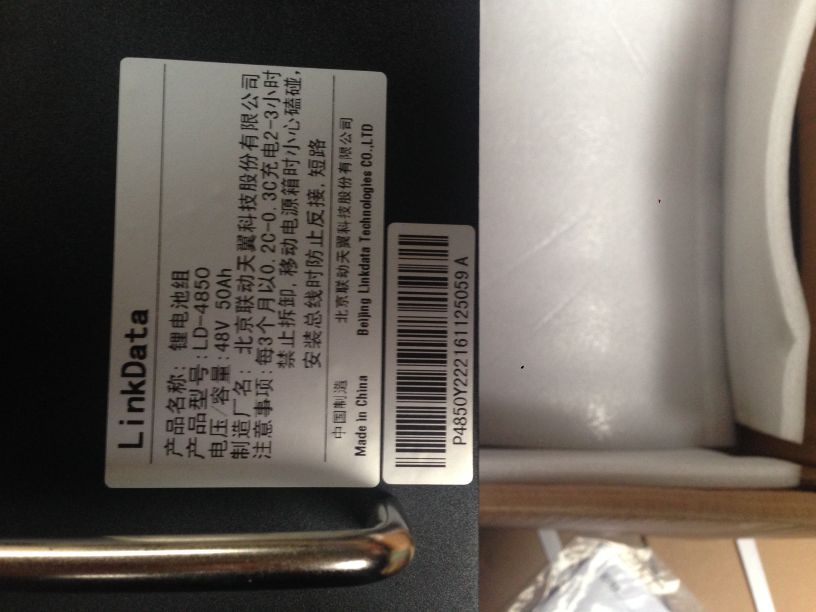 LinkData
产品名称: 锂电池组
产品型号:LD-4850
电压/容量:48V 50Ah
制造厂名: 北京联动天翼科技股份有限公司
注意事项: 每3个月以0.2C-0.3C充电2-3小时
禁止拆卸,移动电源箱时小心磕碰,
安装总线时防止反接,短路
中国制造 北京联动天翼科技股份有限公司
Made in China Beijing Linkdata Technologies CO.,LTD
P4850Y222161125059 A